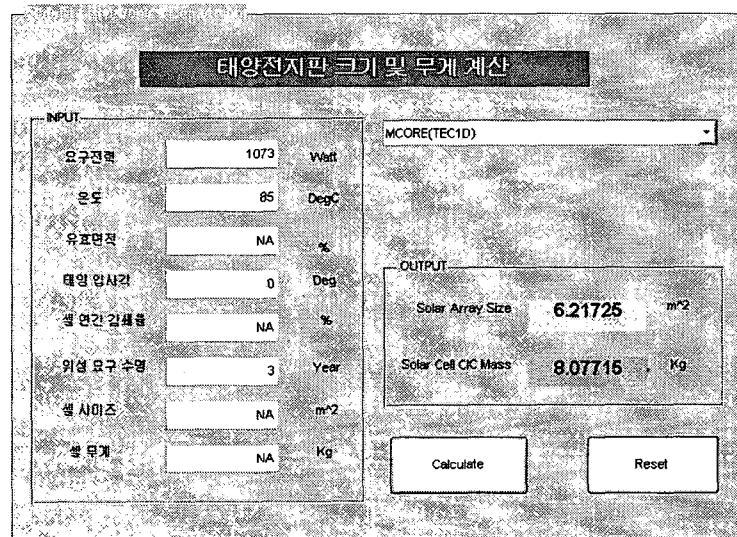 태양전지판 크기 및 무게 계산
INPUT
요구전력 1073 Watt
온도 85 DegC
유효면적 NA %
태양 입사각 0 Deg
셀 연간 감쇄율 NA %
위성 요구 수명 3 Year
셀 사이즈 NA m^2
셀 무게 NA Kg
MCORE(TEC1D)
OUTPUT
Solar Array Size 6.21725 m^2
Solar Cell CIC Mass 8.07715 Kg
Calculate Reset